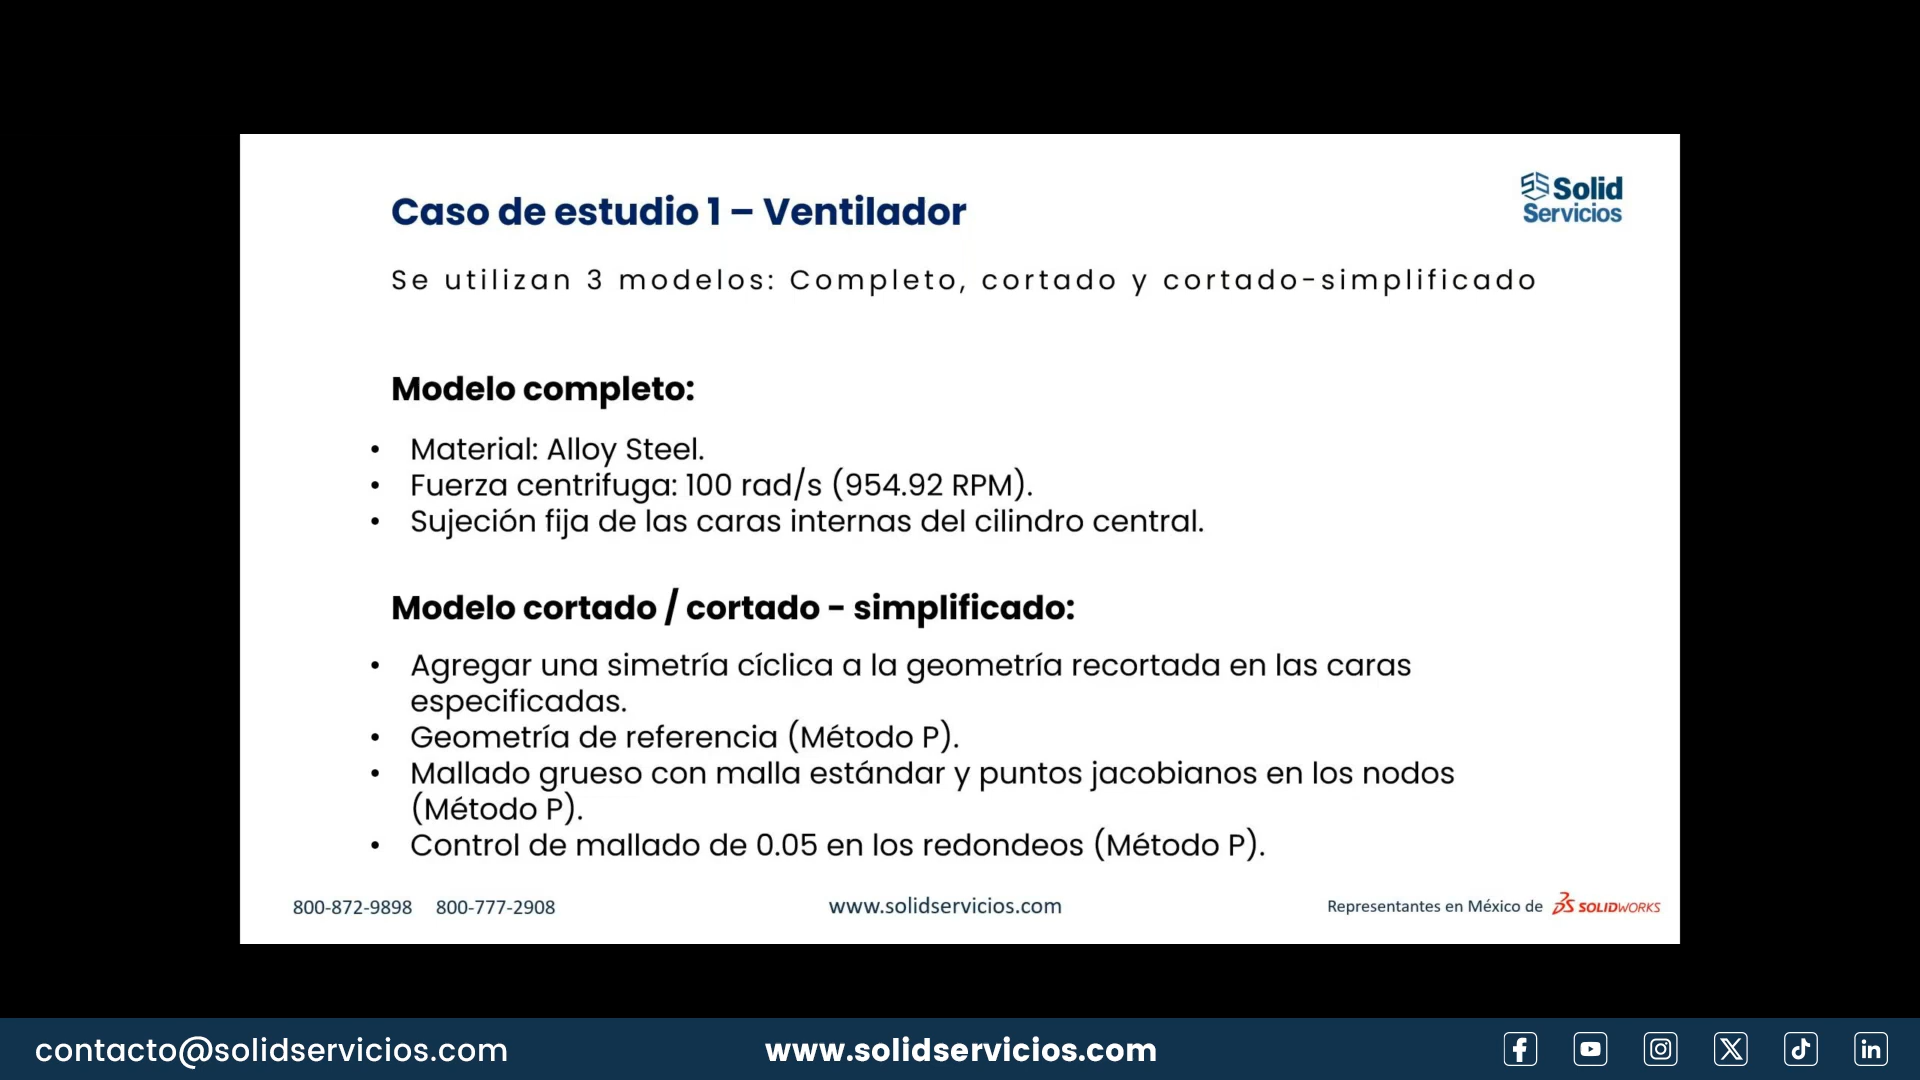 Caso de estudio 1 – Ventilador
Solid
Servicios
Se utilizan 3 modelos: Completo, cortado y cortado-simplificado
Modelo completo:
• Material: Alloy Steel.
• Fuerza centrifuga: 100 rad/s (954.92 RPM).
• Sujeción fija de las caras internas del cilindro central.
Modelo cortado / cortado - simplificado:
• Agregar una simetría cíclica a la geometría recortada en las caras
especificadas.
• Geometría de referencia (Método P).
• Mallado grueso con malla estándar y puntos jacobianos en los nodos
(Método P).
• Control de mallado de 0.05 en los redondeos (Método P).
800-872-9898 800-777-2908
www.solidservicios.com
Representantes en México de SOLIDWORKS
contacto@solidservicios.com
www.solidservicios.com